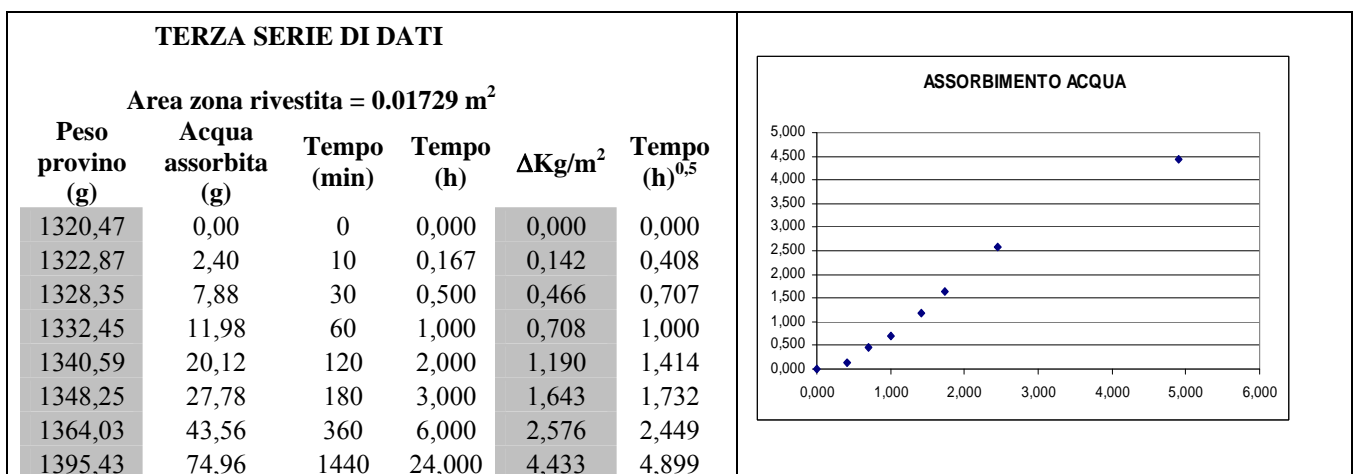 TERZA SERIE DI DATI
Area zona rivestita = 0.01729 m²
Peso provino (g) Acqua assorbita (g) Tempo (min) Tempo (h) ΔKg/m² Tempo (h)^0,5
1320,47 0,00 0 0,000 0,000 0,000
1322,87 2,40 10 0,167 0,142 0,408
1328,35 7,88 30 0,500 0,466 0,707
1332,45 11,98 60 1,000 0,708 1,000
1340,59 20,12 120 2,000 1,190 1,414
1348,25 27,78 180 3,000 1,643 1,732
1364,03 43,56 360 6,000 2,576 2,449
1395,43 74,96 1440 24,000 4,433 4,899
ASSORBIMENTO ACQUA
5,000
4,500
4,000
3,500
3,000
2,500
2,000
1,500
1,000
0,500
0,000
0,000 1,000 2,000 3,000 4,000 5,000 6,000